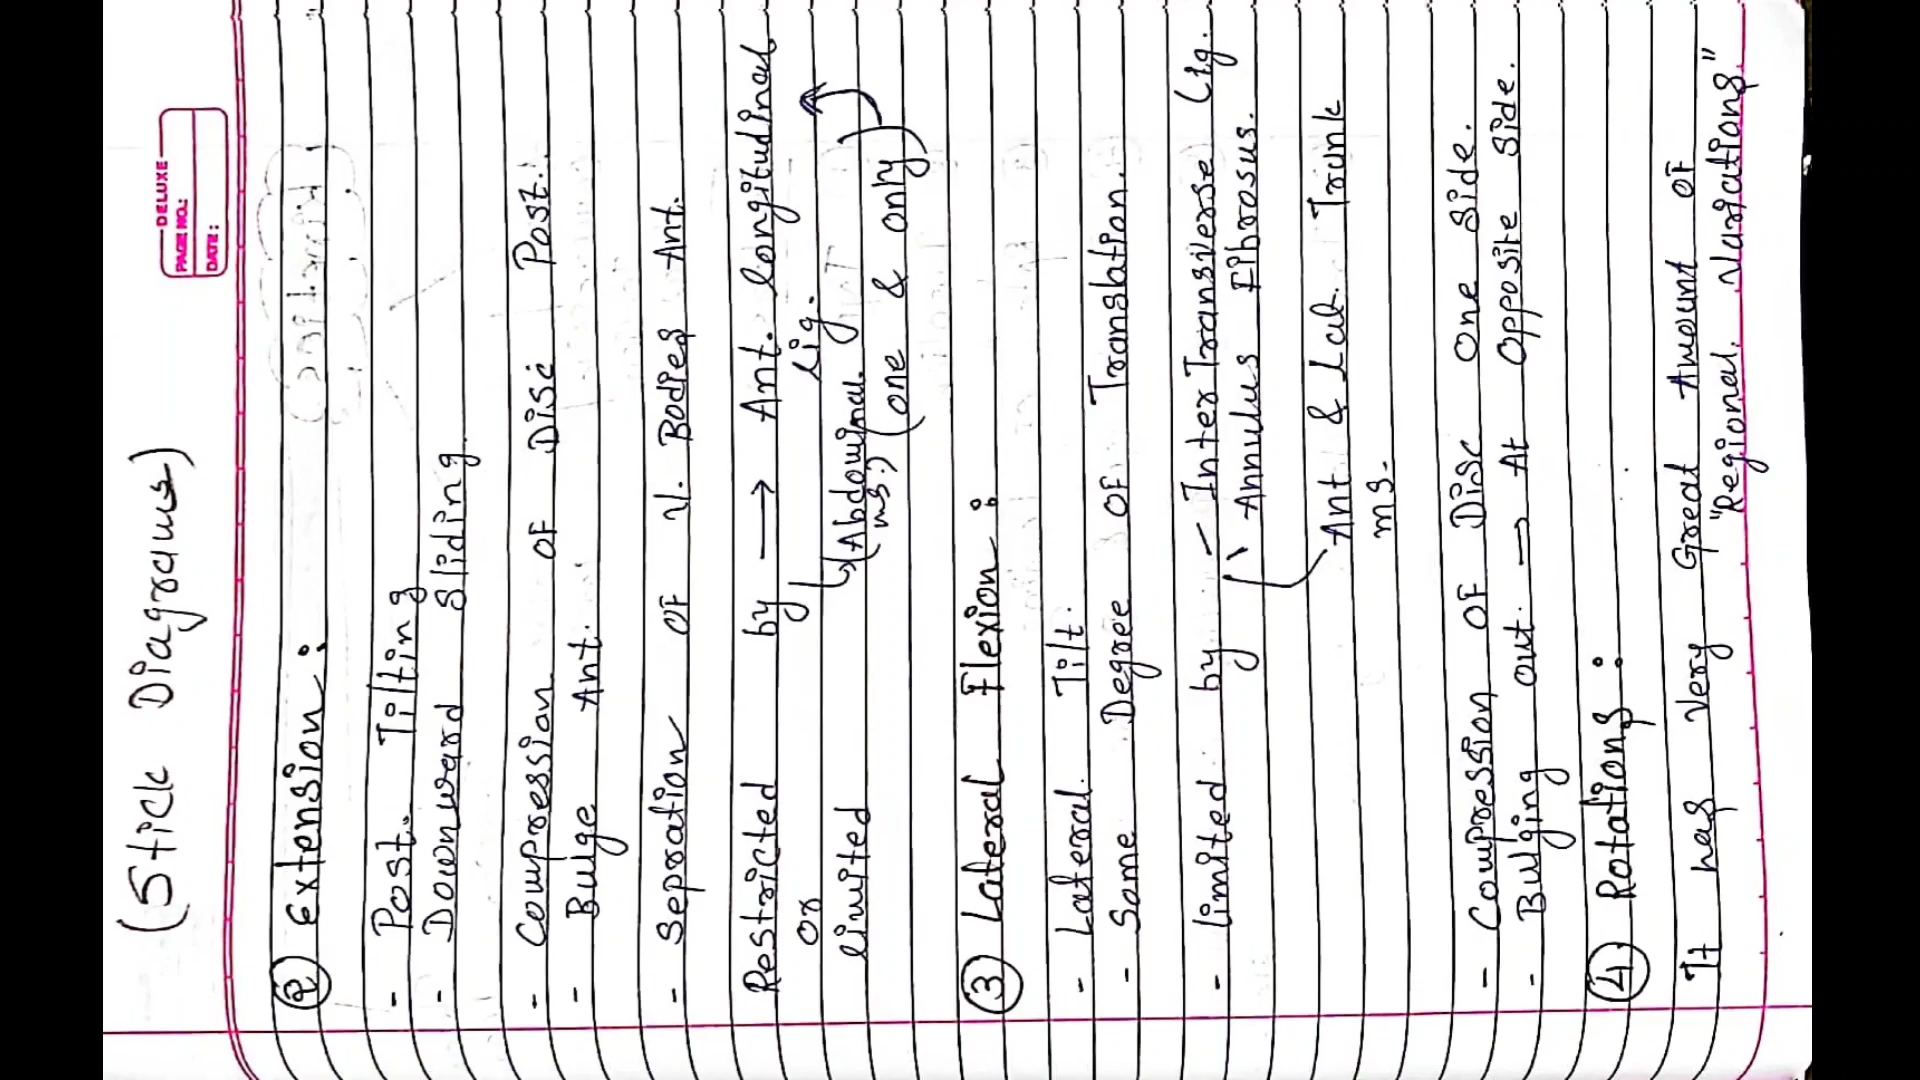 DELUXE
PAGE NO.:
DATE:
(Stick Diagrams)
② Extension:
- Post. Tilting
- Downward Sliding.
- Compression of Disc Post.
- Bulge Ant.
- Sepration of v. Bodies Ant.
Restricted by → Ant. longitudinal
or Lig.
limited ↳ (Abdominal
ms.) (one & only)
③ Lateral Flexion:
- Lateral Tilt.
- Some Degree of Translation.
- limited by - InterTransverse Lig.
` Annulus Fibrosus.
Ant & Lat. Trunk
ms.
- Compression of Disc one side.
- Bulging out → At opposite side.
④ Rotations:
It has Very Great Amount of
"Regional Variations"